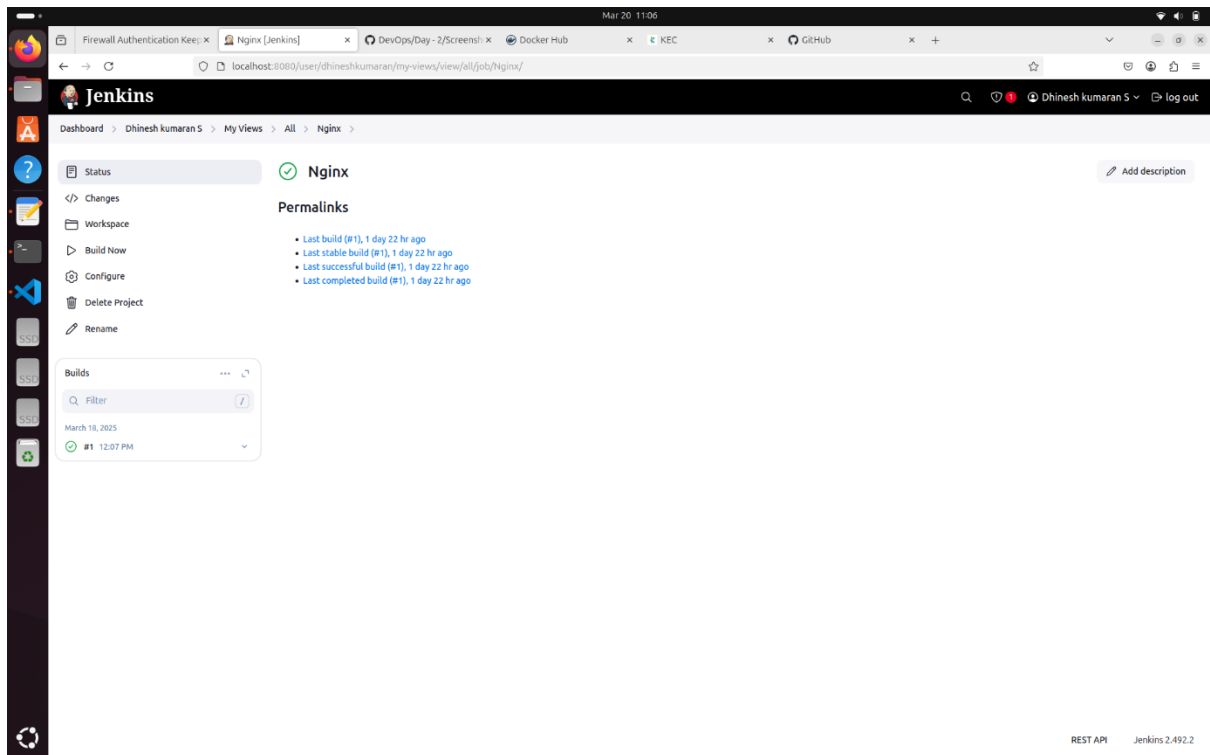 Mar 20 11:06
Firewall Authentication Keep
Nginx [Jenkins]
DevOps/Day - 2/Screensh
Docker Hub
KEC
GitHub
localhost:8080/user/dhineshkumaran/my-views/view/all/job/Nginx/
Jenkins
1
Dhinesh kumaran S
log out
Dashboard > Dhinesh kumaran S > My Views > All > Nginx >
Status
Changes
Workspace
Build Now
Configure
Delete Project
Rename
Nginx
Add description
Permalinks
Last build (#1), 1 day 22 hr ago
Last stable build (#1), 1 day 22 hr ago
Last successful build (#1), 1 day 22 hr ago
Last completed build (#1), 1 day 22 hr ago
Builds
Filter
/
March 18, 2025
#1 12:07 PM
SSD
SSD
SSD
REST API
Jenkins 2.492.2